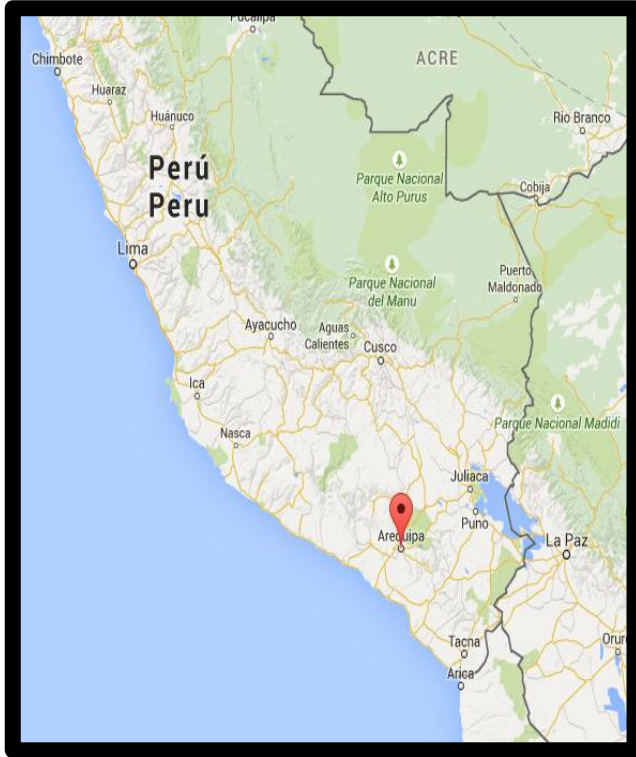 Pucallpa
Chimbote
ACRE
Huaraz
Huánuco
Rio Branco
Perú
Peru
Parque Nacional
Alto Purus
Cobija
Lima
Parque Nacional
del Manu
Puerto
Maldonado
Ayacucho
Aguas
Calientes
Cusco
Ica
Parque Nacional Madidi
Nasca
Juliaca
Puno
Arequipa
La Paz
Tacna
Oruro
Arica